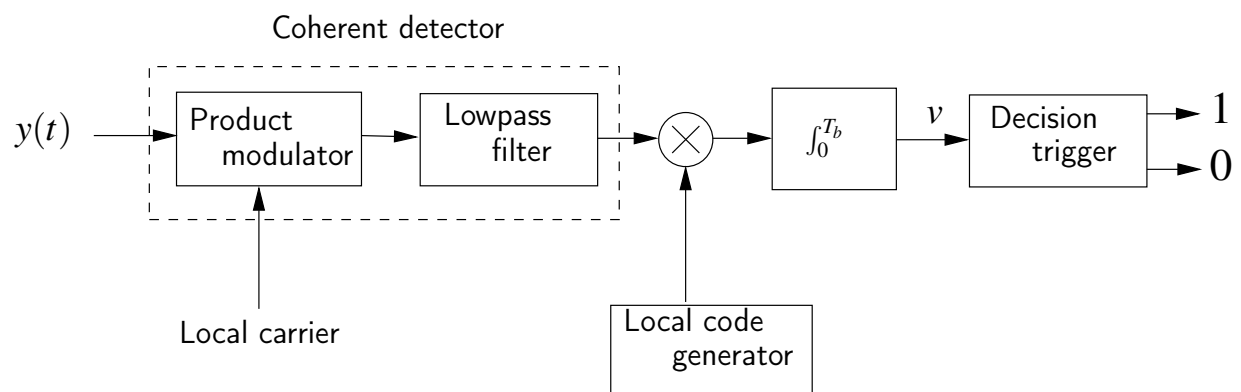 Coherent detector
y(t)
Product
modulator
Lowpass
filter
∫₀^{T_b}
v
Decision
trigger
1
0
Local carrier
Local code
generator